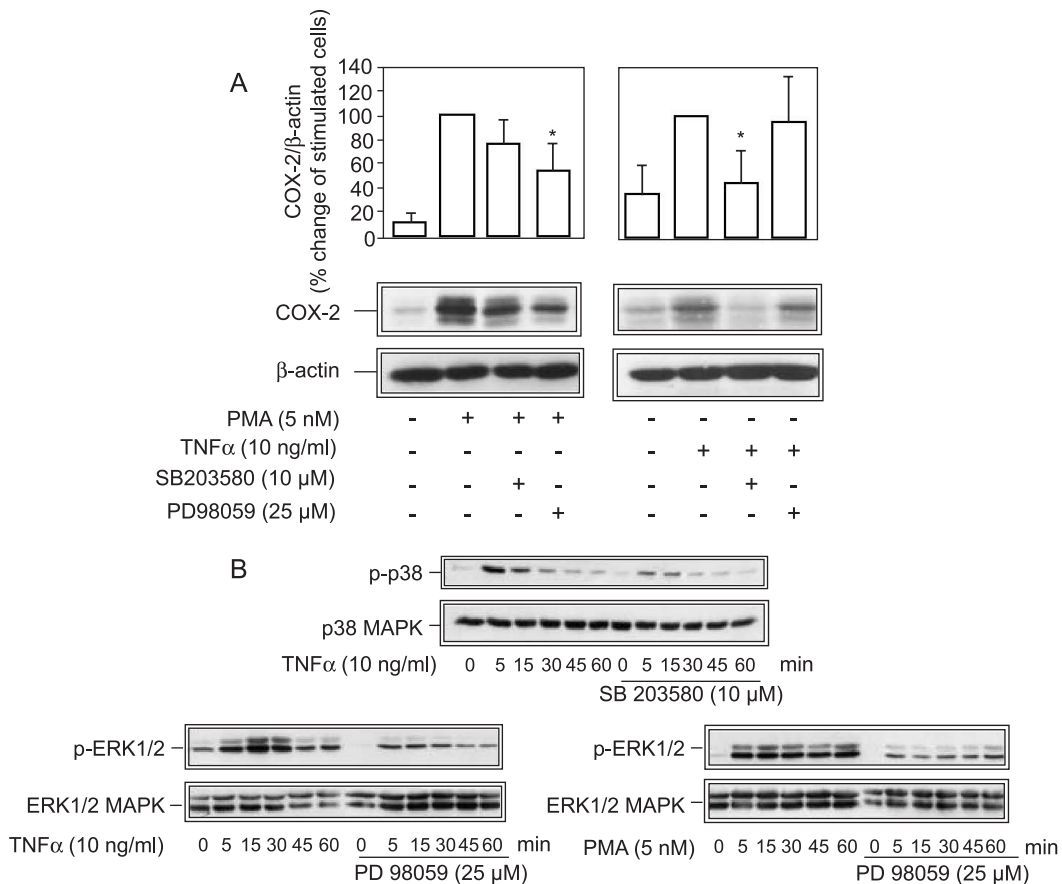 A
COX-2/β-actin
(% change of stimulated cells)
140
120
100
80
60
40
20
0
*
*
COX-2
β-actin
PMA (5 nM) - + + + - - - -
TNFα (10 ng/ml) - - - - - + + +
SB203580 (10 µM) - - + - - - + -
PD98059 (25 µM) - - - + - - - +
B
p-p38
p38 MAPK
TNFα (10 ng/ml) 0 5 15 30 45 60 0 5 15 30 45 60 min
SB 203580 (10 µM)
p-ERK1/2
ERK1/2 MAPK
TNFα (10 ng/ml) 0 5 15 30 45 60 0 5 15 30 45 60 min
PD 98059 (25 µM)
p-ERK1/2
ERK1/2 MAPK
PMA (5 nM) 0 5 15 30 45 60 0 5 15 30 45 60 min
PD 98059 (25 µM)